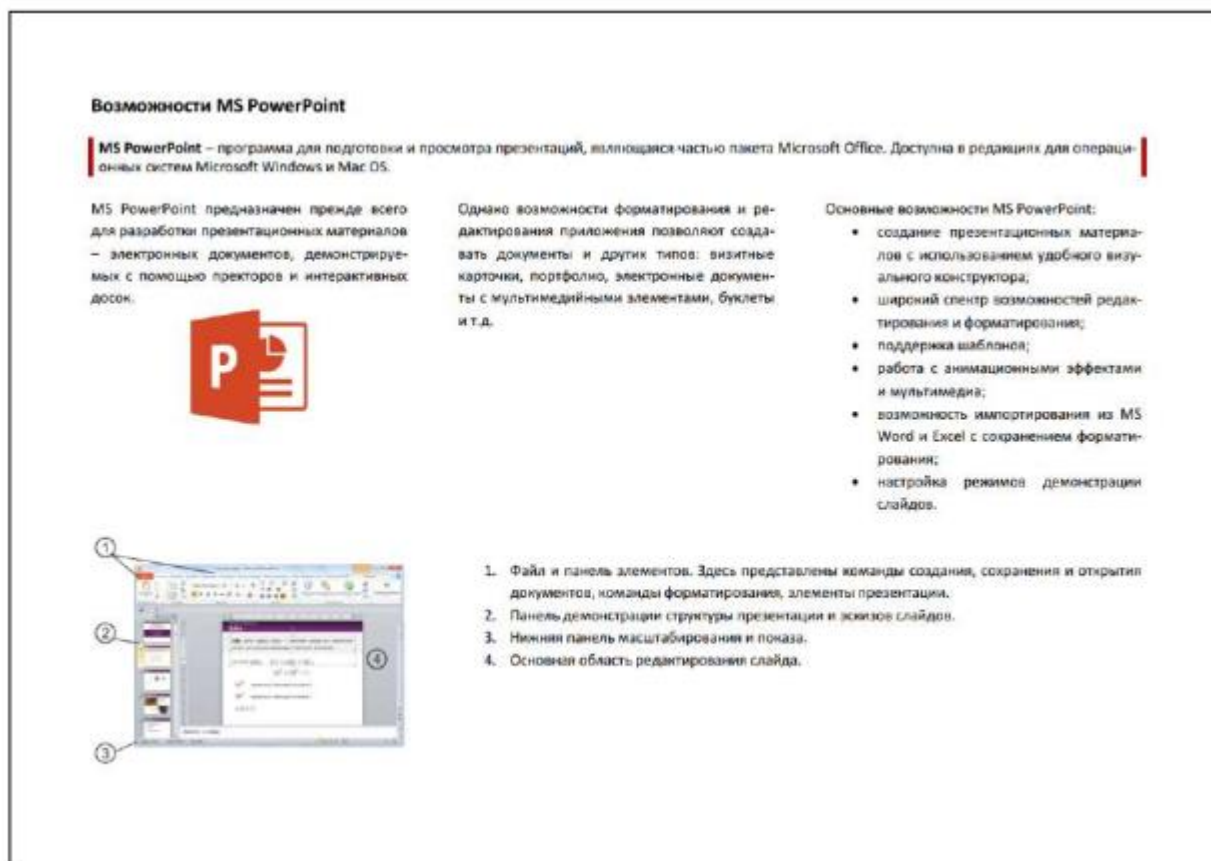 Возможности MS PowerPoint
MS PowerPoint – программа для подготовки и просмотра презентаций, являющаяся частью пакета Microsoft Office. Доступна в редакциях для операци-
онных систем Microsoft Windows и Mac OS.
MS PowerPoint предназначен прежде всего
для разработки презентационных материалов
– электронных документов, демонстрируе-
мых с помощью пректоров и интерактивных
досок.
P
Однако возможности форматирования и ре-
дактирования приложения позволяют созда-
вать документы и других типов: визитные
карточки, портфолио, электронные докумен-
ты с мультимедийными элементами, буклеты
и т.д.
Основные возможности MS PowerPoint:
• создание презентационных материа-
лов с использованием удобного визу-
ального конструктора;
• широкий спектр возможностей редак-
тирования и форматирования;
• поддержка шаблонов;
• работа с анимационными эффектами
и мультимедиа;
• возможность импортирования из MS
Word и Excel с сохранением формати-
рования;
• настройка режимов демонстрации
слайдов.
1
2
3
4
1. Файл и панель элементов. Здесь представлены команды создания, сохранения и открытия
документов, команды форматирования, элементы презентации.
2. Панель демонстрации структуры презентации и эскизов слайдов.
3. Нижняя панель масштабирования и показа.
4. Основная область редактирования слайда.